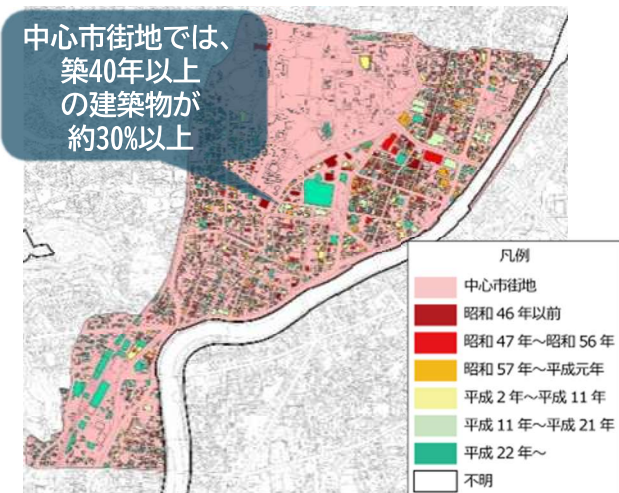 中心市街地では、
築40年以上
の建築物が
約30%以上
凡例
中心市街地
昭和 46 年以前
昭和 47 年～昭和 56 年
昭和 57 年～平成元年
平成 2 年～平成 11 年
平成 11 年～平成 21 年
平成 22 年～
不明